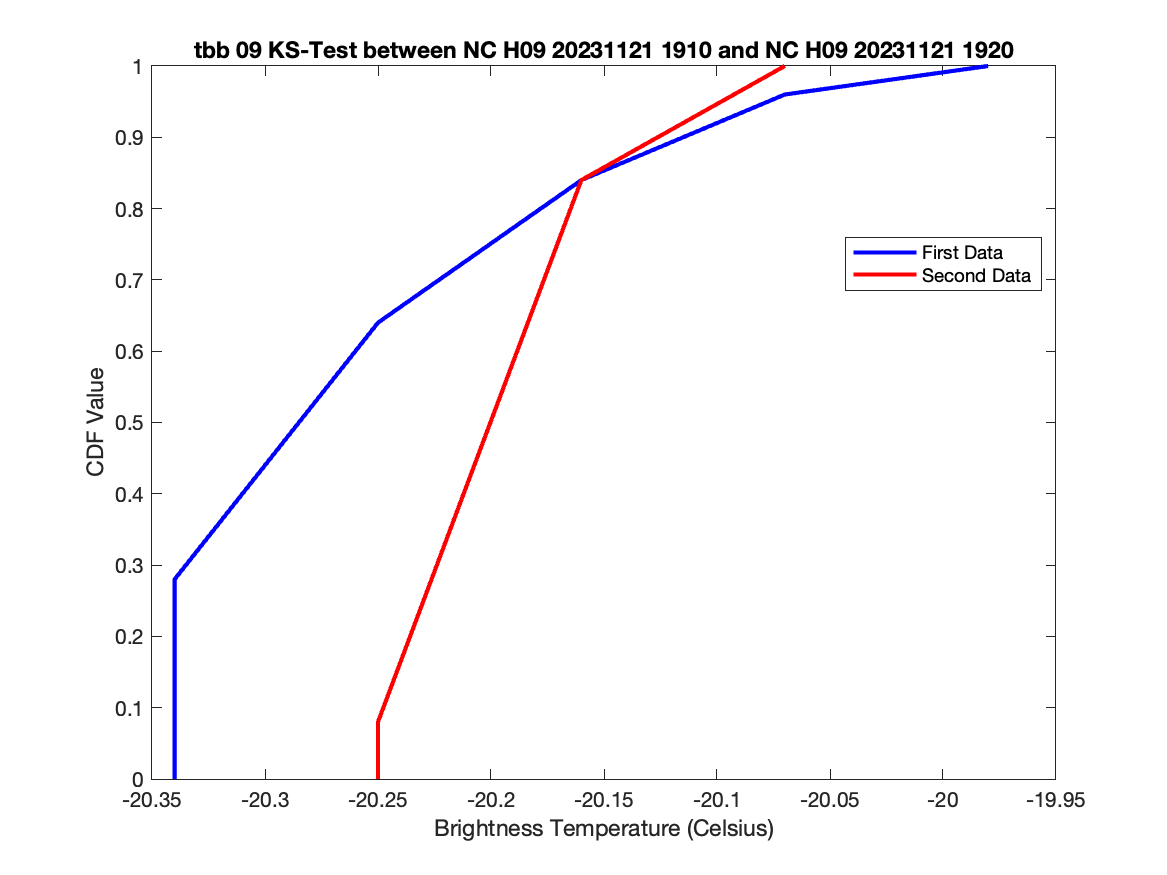 tbb 09 KS-Test between NC H09 20231121 1910 and NC H09 20231121 1920
1
0.9
0.8
0.7
0.6
0.5
0.4
0.3
0.2
0.1
0
CDF Value
First Data
Second Data
-20.35 -20.3 -20.25 -20.2 -20.15 -20.1 -20.05 -20 -19.95
Brightness Temperature (Celsius)